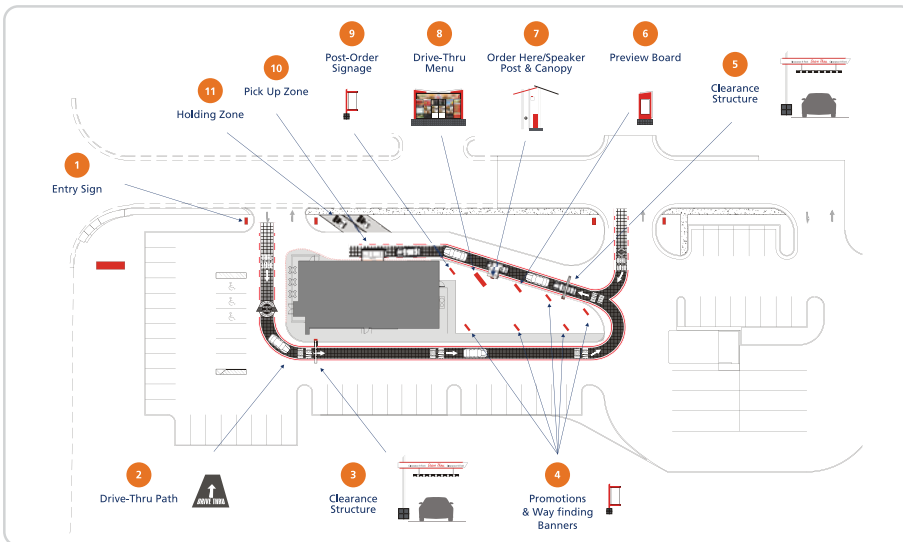 9
Post-Order
Signage
8
Drive-Thru
Menu
7
Order Here/Speaker
Post & Canopy
6
Preview Board
5
Clearance
Structure
10
Pick Up Zone
11
Holding Zone
1
Entry Sign
2
Drive-Thru Path
DRIVE THRU
3
Clearance
Structure
4
Promotions
& Way finding
Banners